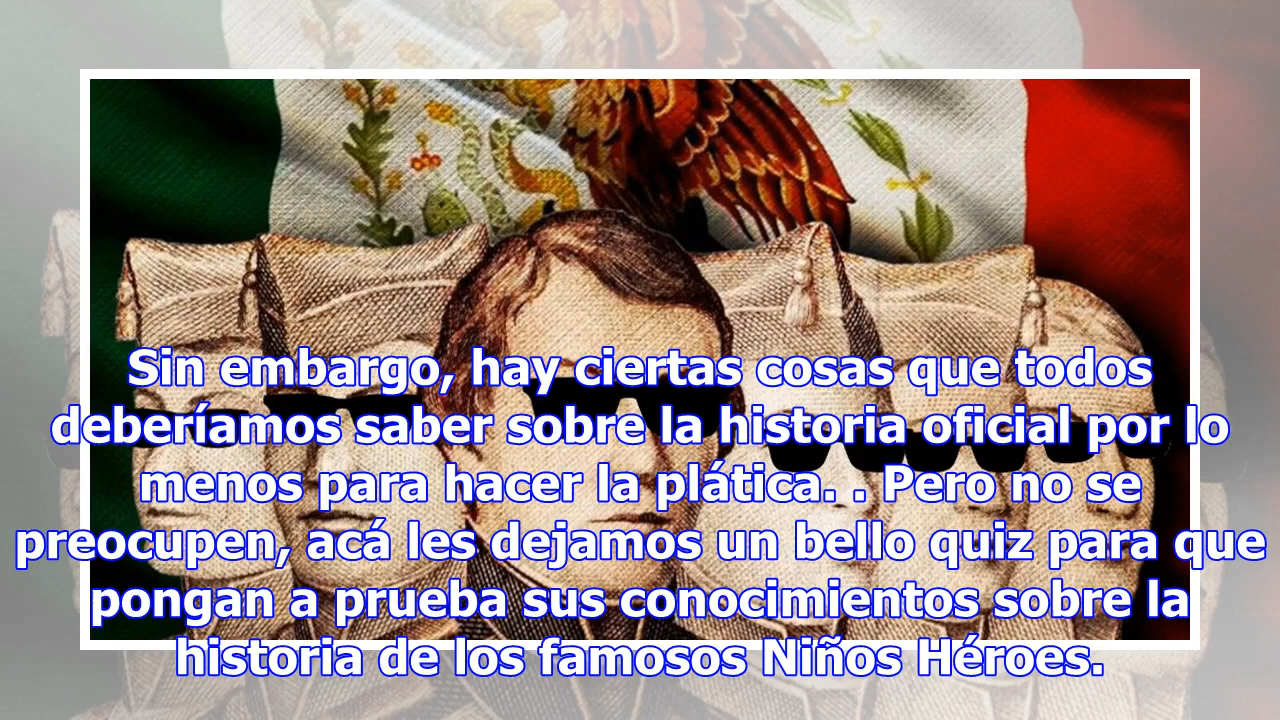 Sin embargo, hay ciertas cosas que todos
deberíamos saber sobre la historia oficial por lo
menos para hacer la plática. . Pero no se
preocupen, acá les dejamos un bello quiz para que
pongan a prueba sus conocimientos sobre la
historia de los famosos Niños Héroes.